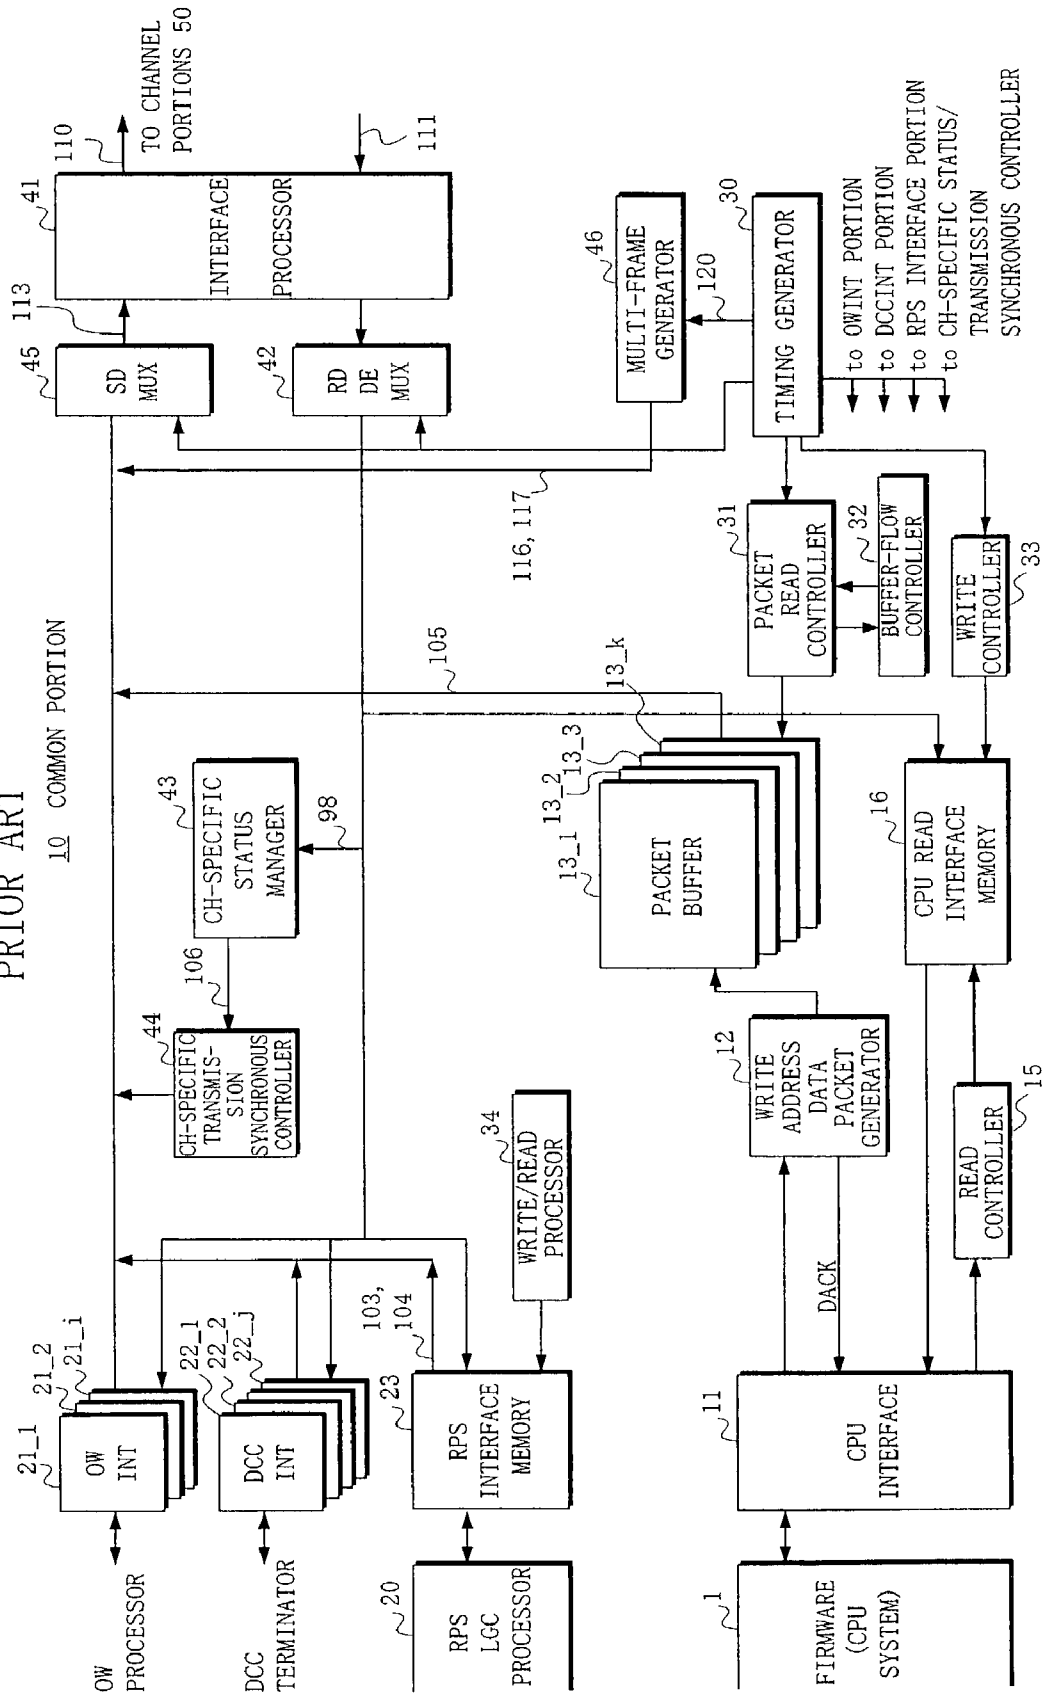 PRIOR ART
10 COMMON PORTION
OW
PROCESSOR
21_1
21_2
21_i
OW
INT
DCC
TERMINATOR
22_1
22_2
22_j
DCC
INT
20
RPS
LGC
PROCESSOR
23
RPS
INTERFACE
MEMORY
103,
104
34
WRITE/READ
PROCESSOR
44
CH-SPECIFIC
TRANSMIS-
SION
SYNCHRONOUS
CONTROLLER
106
43
CH-SPECIFIC
STATUS
MANAGER
98
105
45
SD
MUX
113
42
RD
DE
MUX
41
INTERFACE
PROCESSOR
110
TO CHANNEL
PORTIONS 50
111
116, 117
46
MULTI-FRAME
GENERATOR
120
30
TIMING GENERATOR
to OWINT PORTION
to DCCINT PORTION
to RPS INTERFACE PORTION
to CH-SPECIFIC STATUS/
TRANSMISSION
SYNCHRONOUS CONTROLLER
1
FIRMWARE
(CPU
SYSTEM)
11
CPU
INTERFACE
DACK
12
WRITE
ADDRESS
DATA
PACKET
GENERATOR
15
READ
CONTROLLER
13_1
13_2
13_3
13_k
PACKET
BUFFER
16
CPU READ
INTERFACE
MEMORY
31
PACKET
READ
CONTROLLER
32
BUFFER-FLOW
CONTROLLER
33
WRITE
CONTROLLER